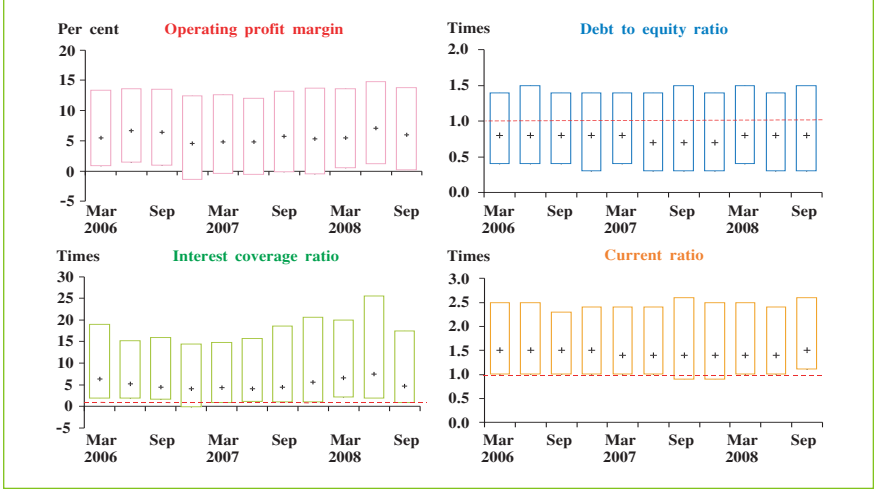 Per cent Operating profit margin
20
15
10
5
0
-5
Mar Sep Mar Sep Mar Sep
2006 2007 2008
Times Debt to equity ratio
2.0
1.5
1.0
0.5
0.0
Mar Sep Mar Sep Mar Sep
2006 2007 2008
Times Interest coverage ratio
30
25
20
15
10
5
0
-5
Mar Sep Mar Sep Mar Sep
2006 2007 2008
Times Current ratio
3.0
2.5
2.0
1.5
1.0
0.5
0.0
Mar Sep Mar Sep Mar Sep
2006 2007 2008